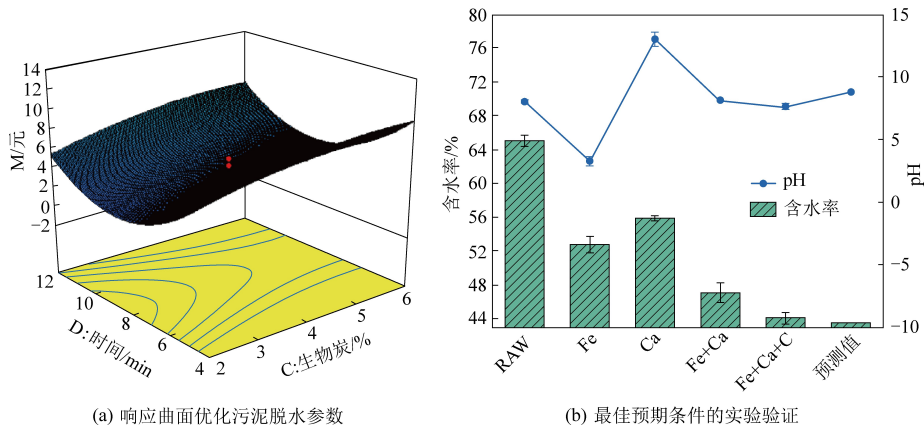 14
12
10
8
6
4
2
0
−2
M/元
12
10
8
6
4
D:时间/min
2
3
4
5
6
C:生物炭/%
(a) 响应曲面优化污泥脱水参数
80
76
72
68
64
60
56
52
48
44
含水率/%
15
10
5
0
−5
−10
pH
pH
含水率
RAW
Fe
Ca
Fe+Ca
Fe+Ca+C
预测值
(b) 最佳预期条件的实验验证